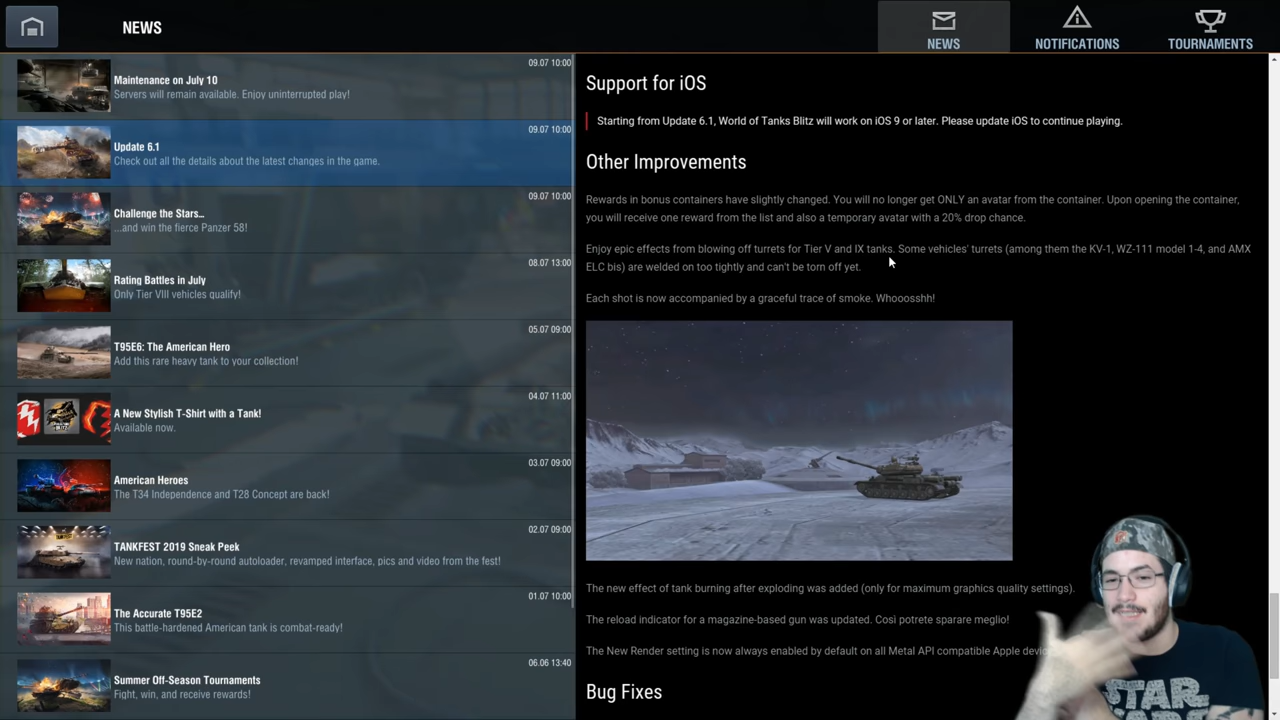 NEWS
NEWS
NOTIFICATIONS
TOURNAMENTS
09.07 10:00
Maintenance on July 10
Servers will remain available. Enjoy uninterrupted play!
09.07 10:00
Update 6.1
Check out all the details about the latest changes in the game.
09.07 10:00
Challenge the Stars...
...and win the fierce Panzer 58!
08.07 13:00
Rating Battles in July
Only Tier VIII vehicles qualify!
05.07 09:00
T95E6: The American Hero
Add this rare heavy tank to your collection!
04.07 11:00
A New Stylish T-Shirt with a Tank!
Available now.
03.07 09:00
American Heroes
The T34 Independence and T28 Concept are back!
02.07 09:00
TANKFEST 2019 Sneak Peek
New nation, round-by-round autoloader, revamped interface, pics and video from the fest!
01.07 10:00
The Accurate T95E2
This battle-hardened American tank is combat-ready!
06.06 13:40
Summer Off-Season Tournaments
Fight, win, and receive rewards!
Support for iOS
Starting from Update 6.1, World of Tanks Blitz will work on iOS 9 or later. Please update iOS to continue playing.
Other Improvements
Rewards in bonus containers have slightly changed. You will no longer get ONLY an avatar from the container. Upon opening the container,
you will receive one reward from the list and also a temporary avatar with a 20% drop chance.
Enjoy epic effects from blowing off turrets for Tier V and IX tanks. Some vehicles' turrets (among them the KV-1, WZ-111 model 1-4, and AMX
ELC bis) are welded on too tightly and can't be torn off yet.
Each shot is now accompanied by a graceful trace of smoke. Whooosshh!
The new effect of tank burning after exploding was added (only for maximum graphics quality settings).
The reload indicator for a magazine-based gun was updated. Così potrete sparare meglio!
The New Render setting is now always enabled by default on all Metal API compatible Apple
Bug Fixes